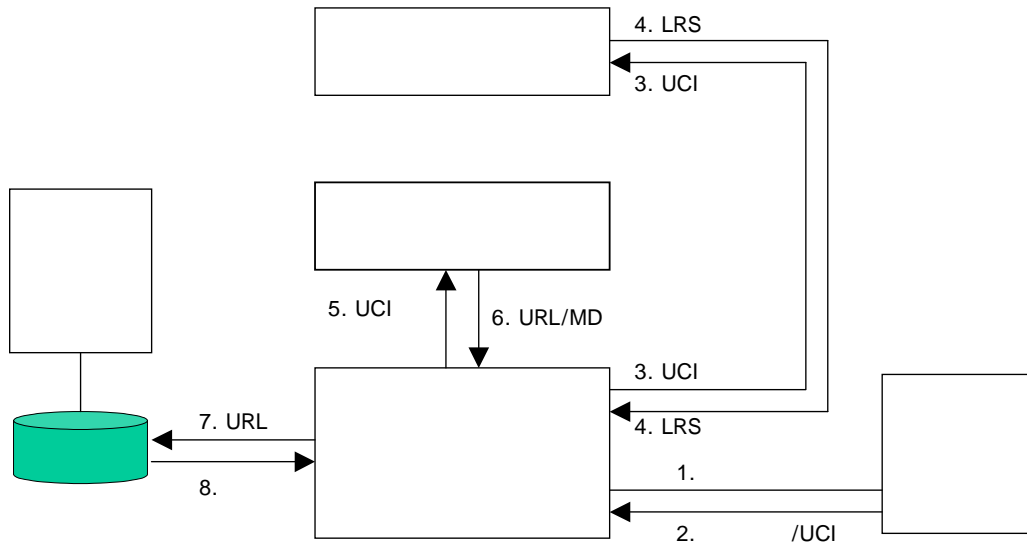 4. LRS
3. UCI
5. UCI
6. URL/MD
3. UCI
4. LRS
7. URL
8.
1.
2. /UCI